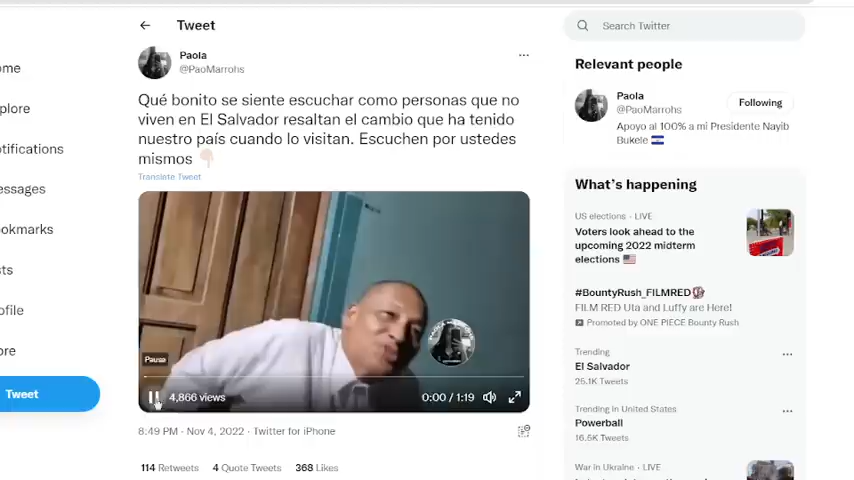 Tweet
Search Twitter
Paola
@PaoMarrohs
Qué bonito se siente escuchar como personas que no
viven en El Salvador resaltan el cambio que ha tenido
nuestro país cuando lo visitan. Escuchen por ustedes
mismos 👇🏻
Translate Tweet
Pause
4,866 views
0:00 / 1:19
8:49 PM · Nov 4, 2022 · Twitter for iPhone
114 Retweets 4 Quote Tweets 368 Likes
ome
plore
otifications
essages
okmarks
sts
ofile
ore
Tweet
Relevant people
Paola
@PaoMarrohs
Following
Apoyo al 100% a mi Presidente Nayib
Bukele 🇸🇻
What's happening
US elections · LIVE
Voters look ahead to the
upcoming 2022 midterm
elections 🇺🇸
#BountyRush_FILMRED
FILM RED Uta and Luffy are Here!
Promoted by ONE PIECE Bounty Rush
Trending
El Salvador
25.1K Tweets
Trending in United States
Powerball
16.5K Tweets
War in Ukraine · LIVE